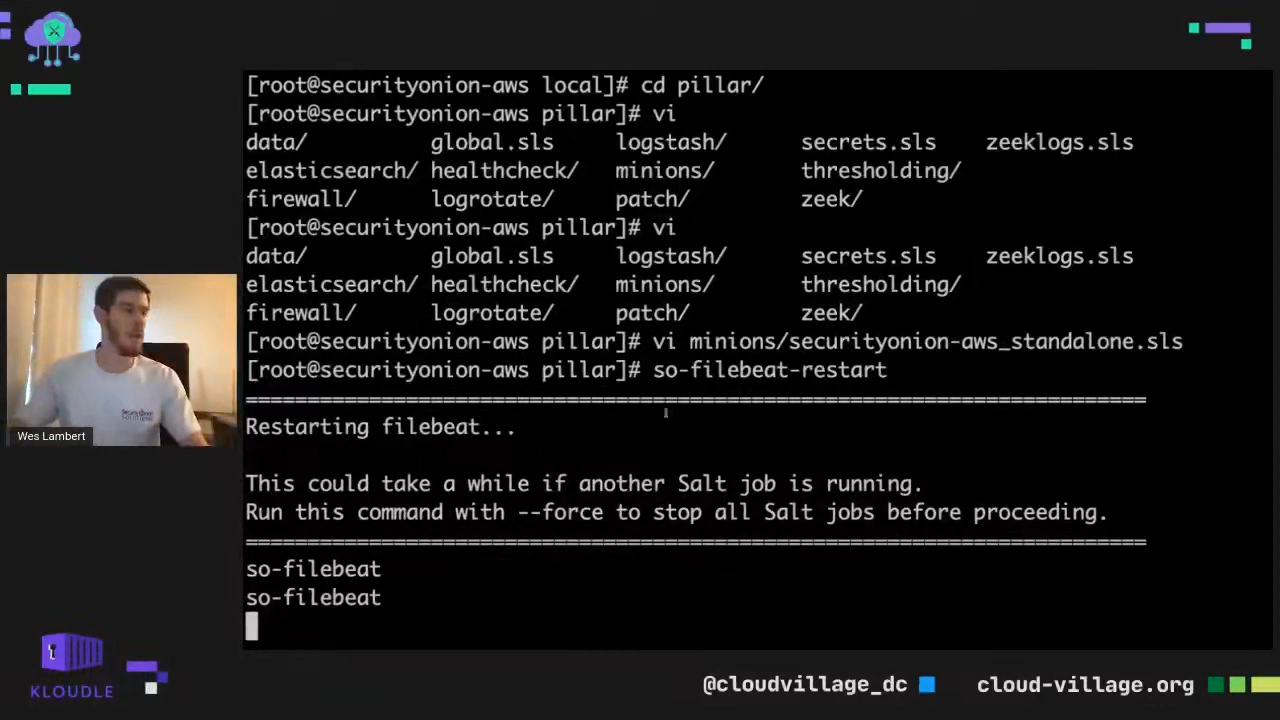 [root@securityonion-aws local]# cd pillar/
[root@securityonion-aws pillar]# vi
data/ global.sls logstash/ secrets.sls zeeklogs.sls
elasticsearch/ healthcheck/ minions/ thresholding/
firewall/ logrotate/ patch/ zeek/
[root@securityonion-aws pillar]# vi
data/ global.sls logstash/ secrets.sls zeeklogs.sls
elasticsearch/ healthcheck/ minions/ thresholding/
firewall/ logrotate/ patch/ zeek/
[root@securityonion-aws pillar]# vi minions/securityonion-aws_standalone.sls
[root@securityonion-aws pillar]# so-filebeat-restart
=========================================================================
Restarting filebeat...
This could take a while if another Salt job is running.
Run this command with --force to stop all Salt jobs before proceeding.
=========================================================================
so-filebeat
so-filebeat
Wes Lambert
KLOUDLE
@cloudvillage_dc
cloud-village.org